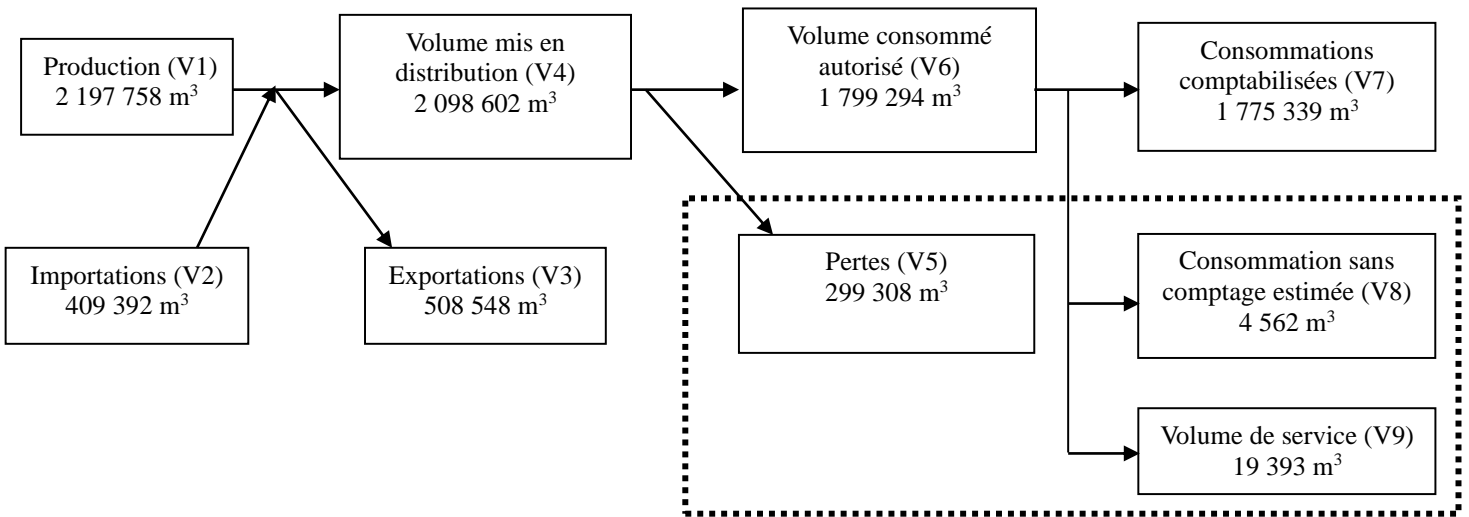 Production (V1)
2 197 758 m³
Volume mis en
distribution (V4)
2 098 602 m³
Volume consommé
autorisé (V6)
1 799 294 m³
Consommations
comptabilisées (V7)
1 775 339 m³
Importations (V2)
409 392 m³
Exportations (V3)
508 548 m³
Pertes (V5)
299 308 m³
Consommation sans
comptage estimée (V8)
4 562 m³
Volume de service (V9)
19 393 m³